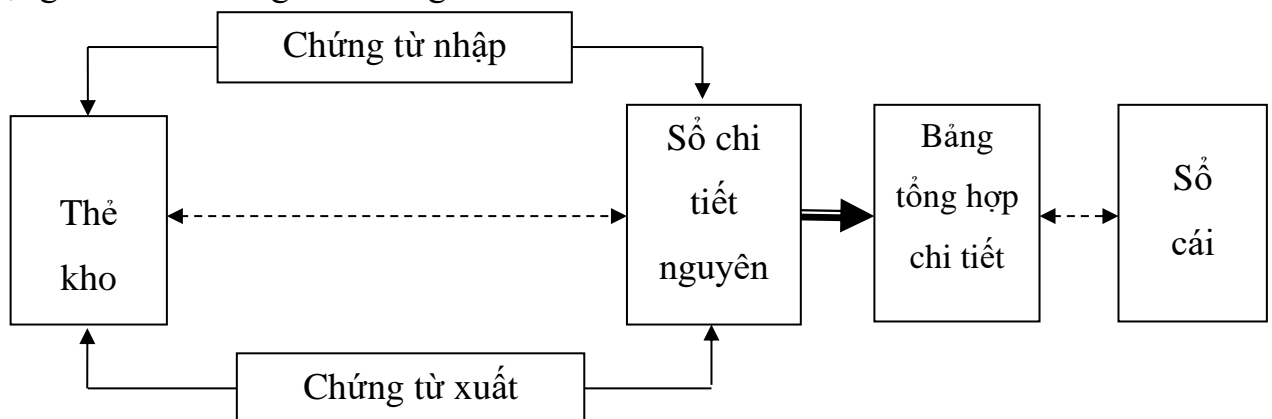 Chứng từ nhập
Thẻ
kho
Sổ chi
tiết
nguyên
Bảng
tổng hợp
chi tiết
Sổ
cái
Chứng từ xuất